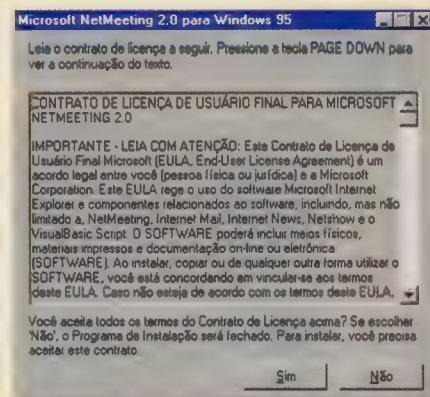 Microsoft NetMeeting 2.0 para Windows 95
Leia o contrato de licença a seguir. Pressione a tecla PAGE DOWN para
ver a continuação do texto.
CONTRATO DE LICENÇA DE USUÁRIO FINAL PARA MICROSOFT
NETMEETING 2.0
IMPORTANTE - LEIA COM ATENÇÃO: Este Contrato de Licença de
Usuário Final Microsoft (EULA, End-User License Agreement) é um
acordo legal entre você (pessoa física ou jurídica) e a Microsoft
Corporation. Este EULA rege o uso do software Microsoft Internet
Explorer e componentes relacionados ao software, incluindo, mas não
limitado a, NetMeeting, Internet Mail, Internet News, Netshow e o
VisualBasic Script. O SOFTWARE poderá incluir meios físicos,
materiais impressos e documentação on-line ou eletrônica
(SOFTWARE). Ao instalar, copiar ou de qualquer outra forma utilizar o
SOFTWARE, você está concordando em vincular-se aos termos
deste EULA. Caso não esteja de acordo com os termos deste EULA,
Você aceita todos os termos do Contrato de Licença acima? Se escolher
'Não', o Programa de Instalação será fechado. Para instalar, você precisa
aceitar este contrato.
Sim
Não